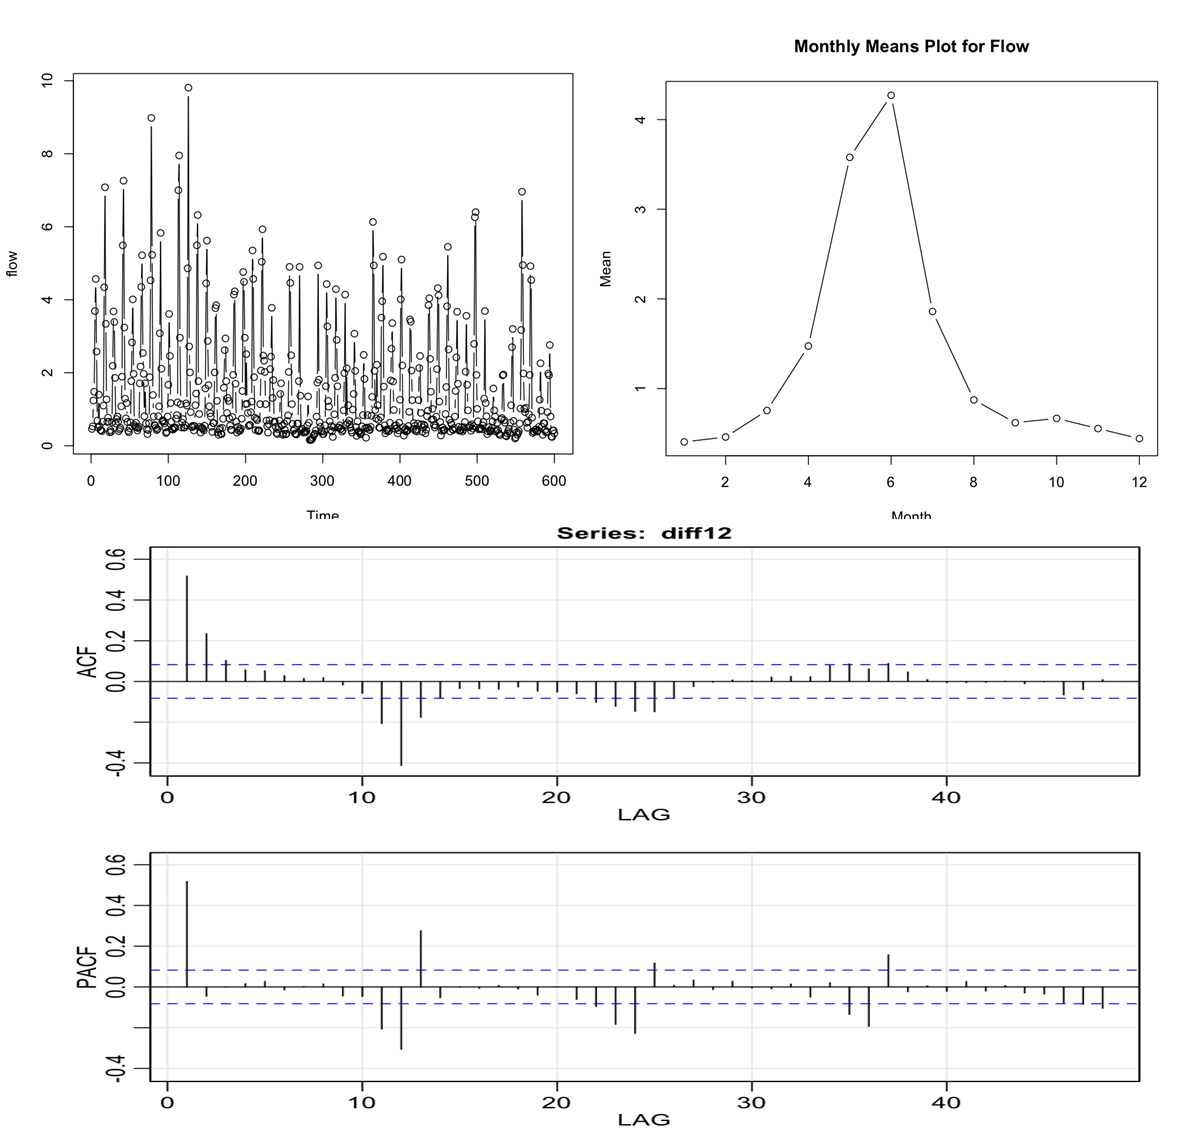 flow
10
8
6
4
2
0
0 100 200 300 400 500 600
Time
Monthly Means Plot for Flow
Mean
4
3
2
1
2 4 6 8 10 12
Month
Series: diff12
ACF
0.6
0.4
0.2
0.0
-0.4
0 10 20 30 40
LAG
PACF
0.6
0.4
0.2
0.0
-0.4
0 10 20 30 40
LAG